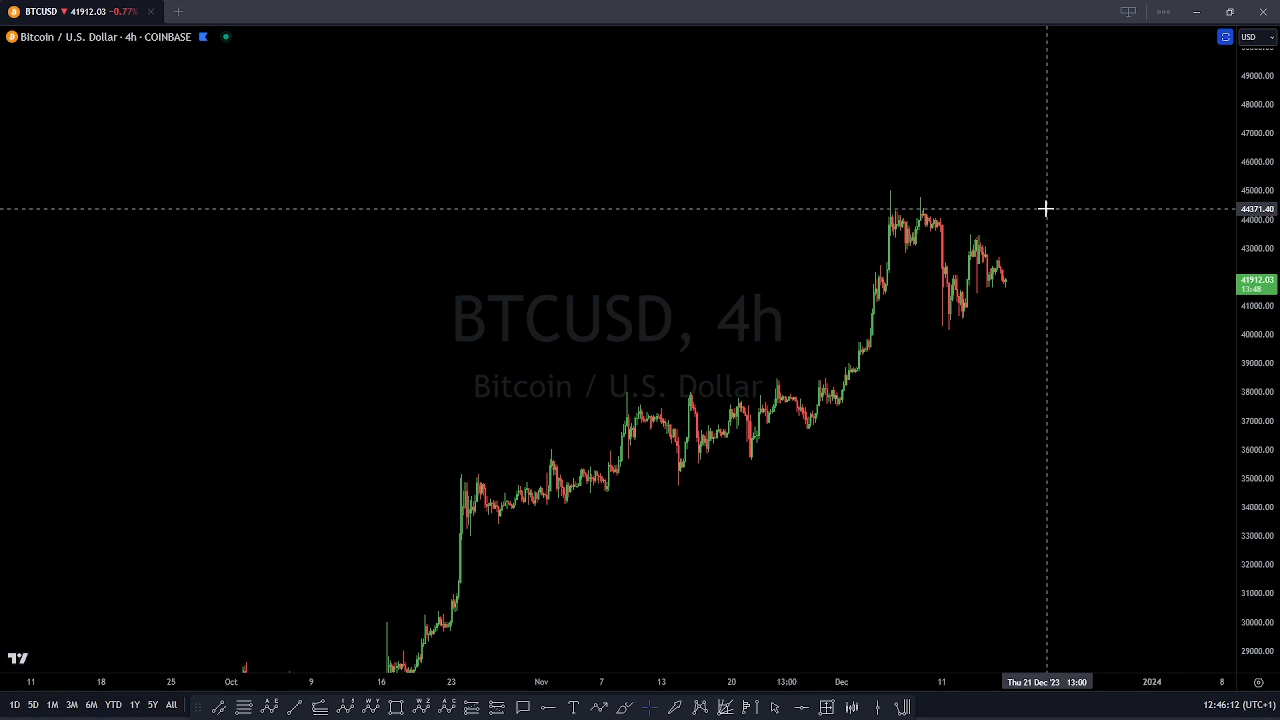 BTCUSD ▼ 41912.03 −0.77%
Bitcoin / U.S. Dollar · 4h · COINBASE
USD
49000.00
48000.00
47000.00
46000.00
45000.00
44371.40
44000.00
43000.00
41912.03
13:48
41000.00
40000.00
39000.00
38000.00
37000.00
36000.00
35000.00
34000.00
33000.00
32000.00
31000.00
30000.00
29000.00
BTCUSD, 4h
Bitcoin / U.S. Dollar
11 18 25 Oct 9 16 23 Nov 7 13 20 13:00 Dec 11 Thu 21 Dec '23 13:00 2024 8
1D 5D 1M 3M 6M YTD 1Y 5Y All
12:46:12 (UTC+1)